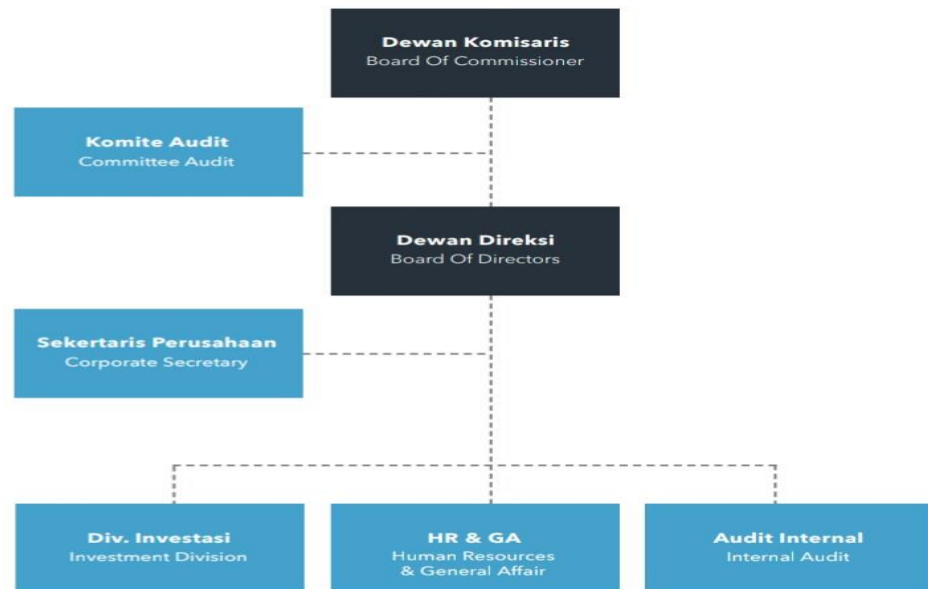 Dewan Komisaris
Board Of Commissioner
Komite Audit
Committee Audit
Dewan Direksi
Board Of Directors
Sekertaris Perusahaan
Corporate Secretary
Div. Investasi
Investment Division
HR & GA
Human Resources
& General Affair
Audit Internal
Internal Audit